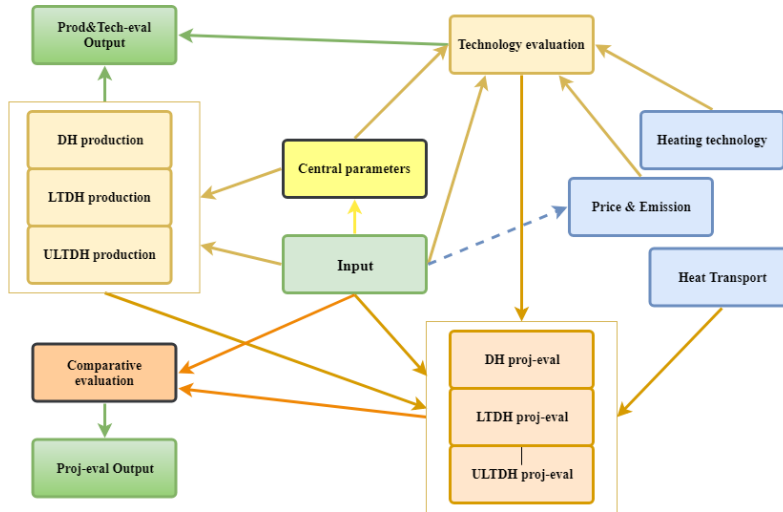 Prod&Tech-eval
Output
Technology evaluation
DH production
LTDH production
ULTDH production
Central parameters
Heating technology
Price & Emission
Input
Heat Transport
Comparative
evaluation
DH proj-eval
LTDH proj-eval
ULTDH proj-eval
Proj-eval Output